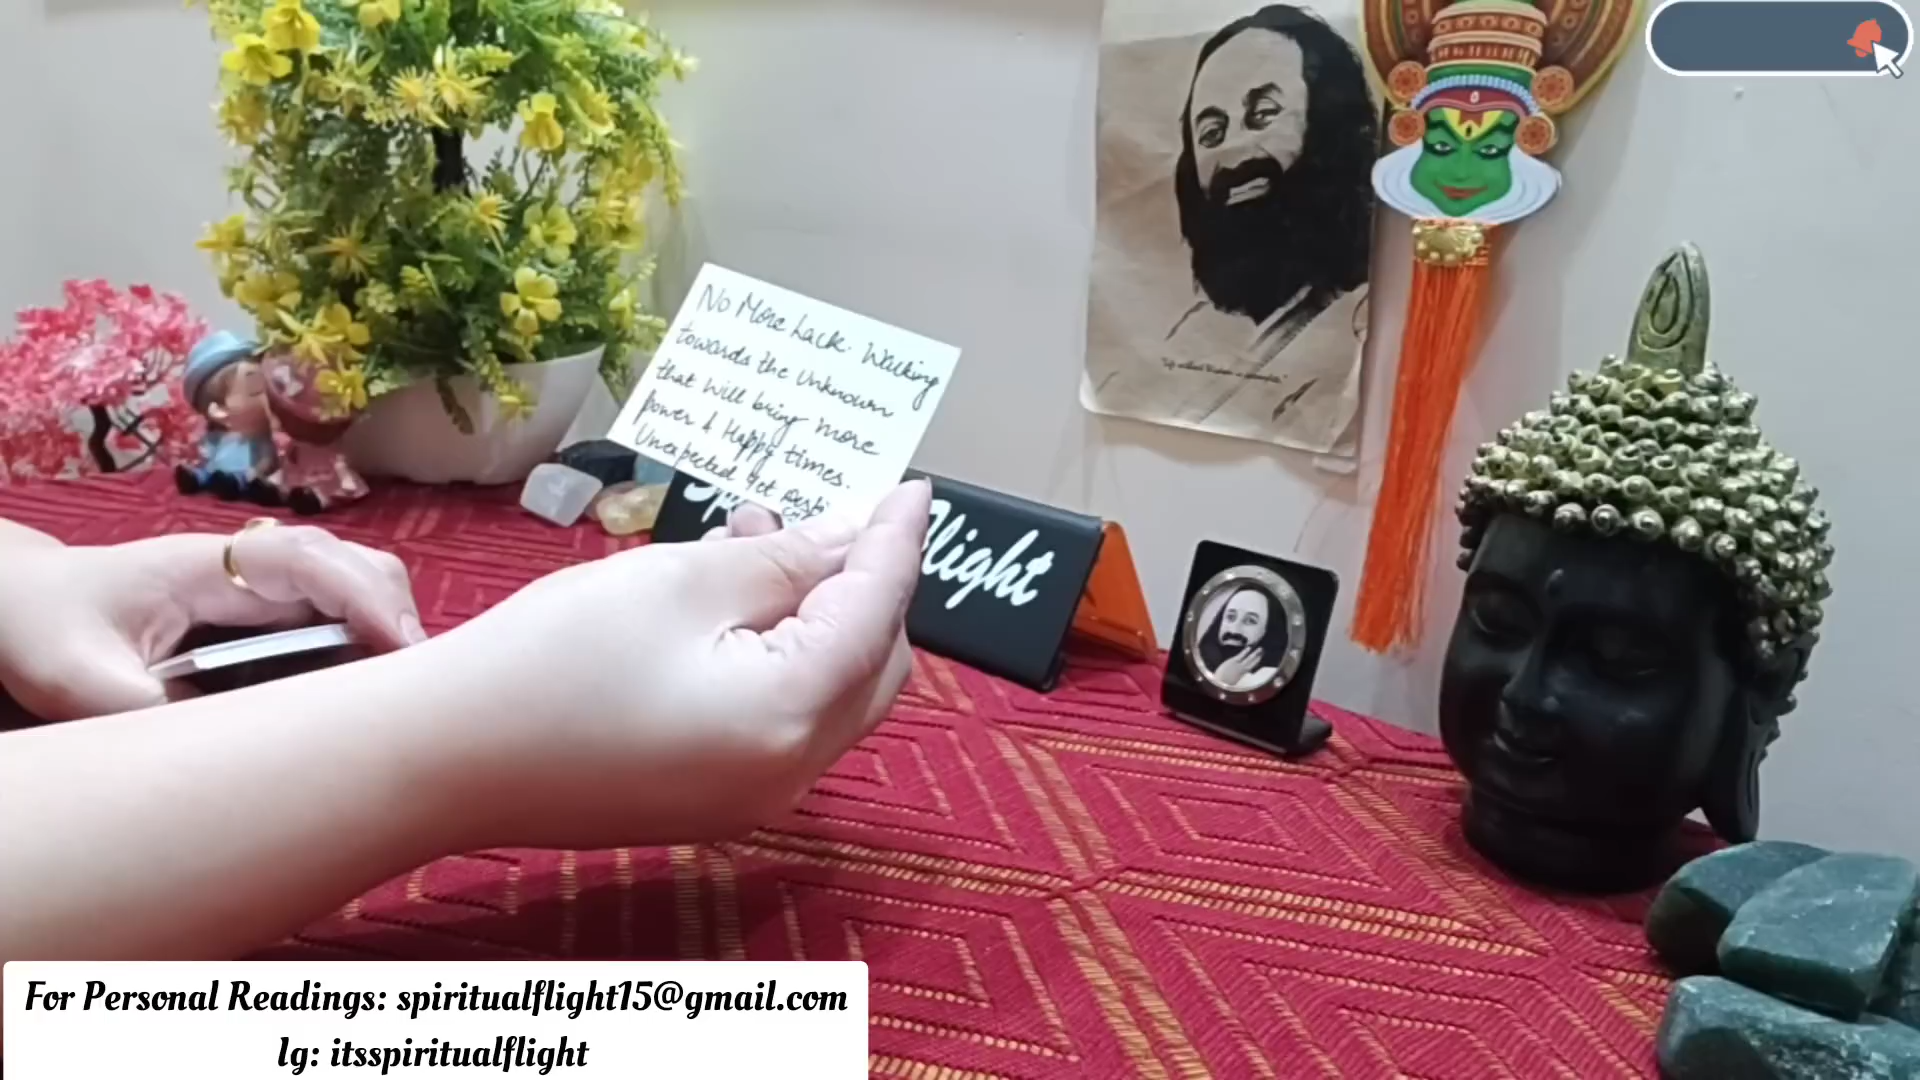 No More Lack. Walking
towards the Unknown
that will bring more
power & Happy times.
Unexpected yet
Flight
For Personal Readings: spiritualflight15@gmail.com
Ig: itsspiritualflight